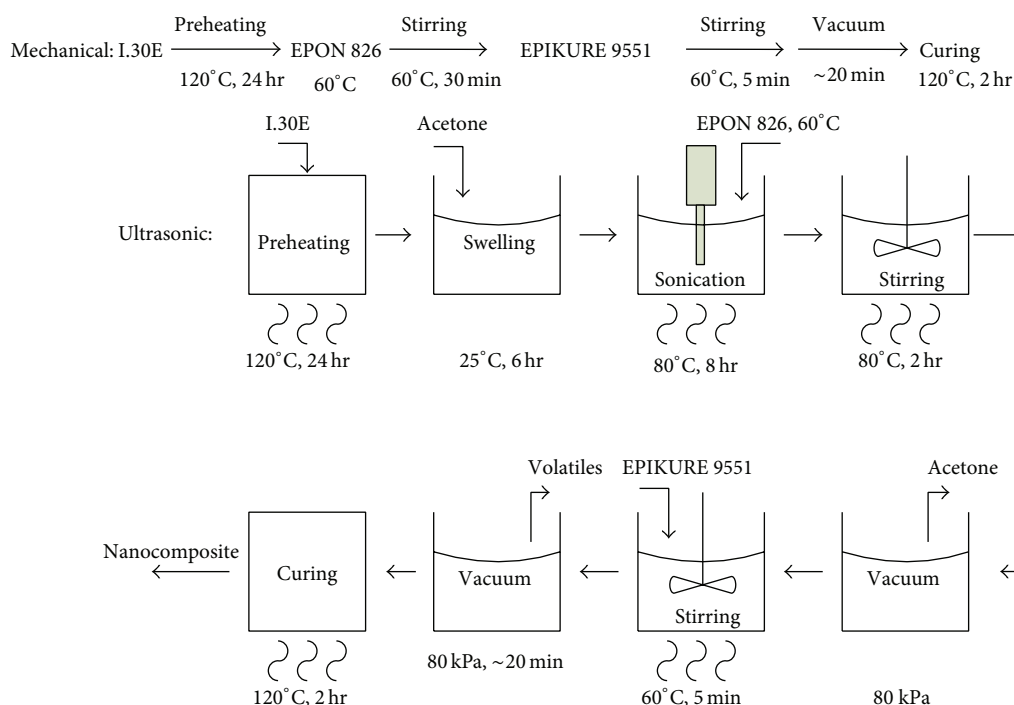 Preheating Stirring Stirring Vacuum
Mechanical: I.30E EPON 826 EPIKURE 9551 Curing
120°C, 24 hr 60°C 60°C, 30 min 60°C, 5 min ~20 min 120°C, 2 hr
I.30E Acetone EPON 826, 60°C
Ultrasonic: Preheating Swelling
Sonication Stirring
120°C, 24 hr 25°C, 6 hr 80°C, 8 hr 80°C, 2 hr
Volatiles EPIKURE 9551 Acetone
Nanocomposite
Curing Vacuum Vacuum
Stirring
80 kPa, ~20 min
120°C, 2 hr 60°C, 5 min 80 kPa